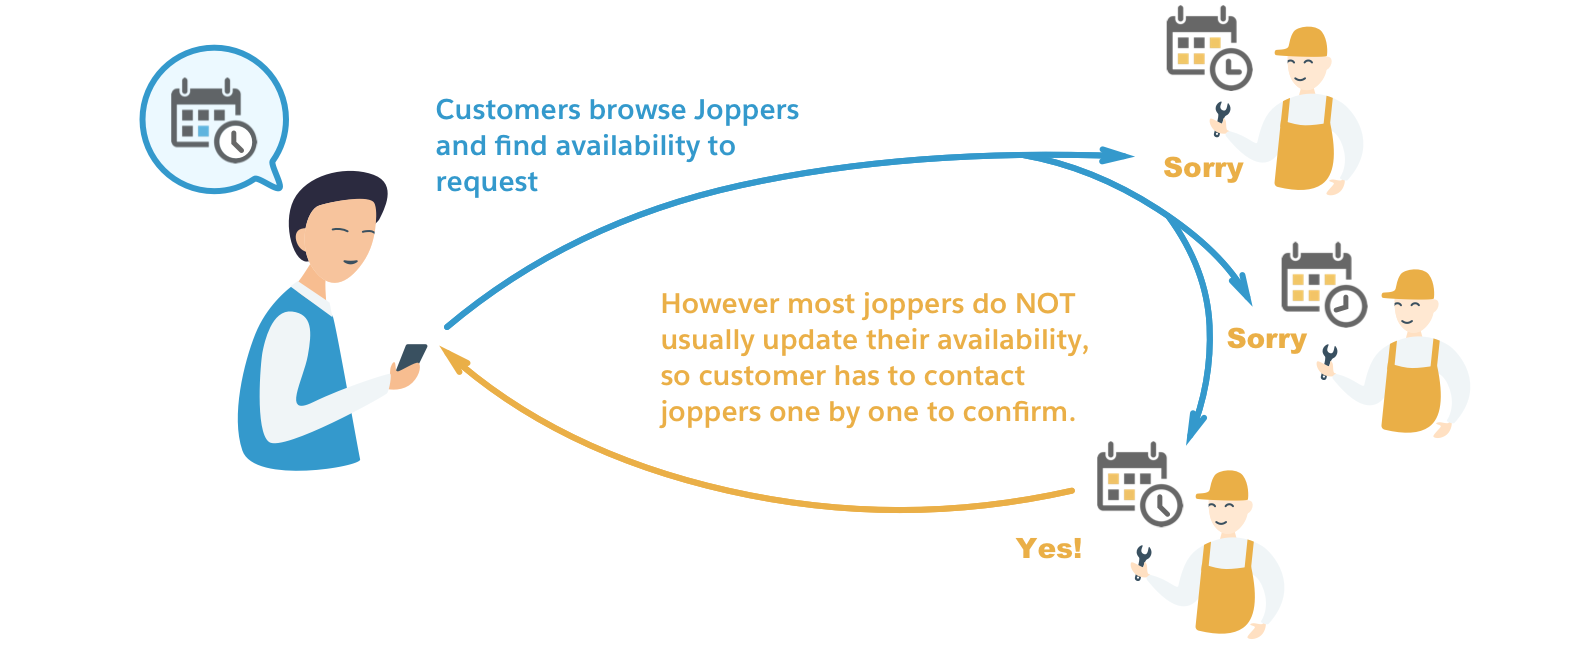 Customers browse Joppers
and find availability to
request
Sorry
However most joppers do NOT
usually update their availability,
so customer has to contact
joppers one by one to confirm.
Sorry
Yes!